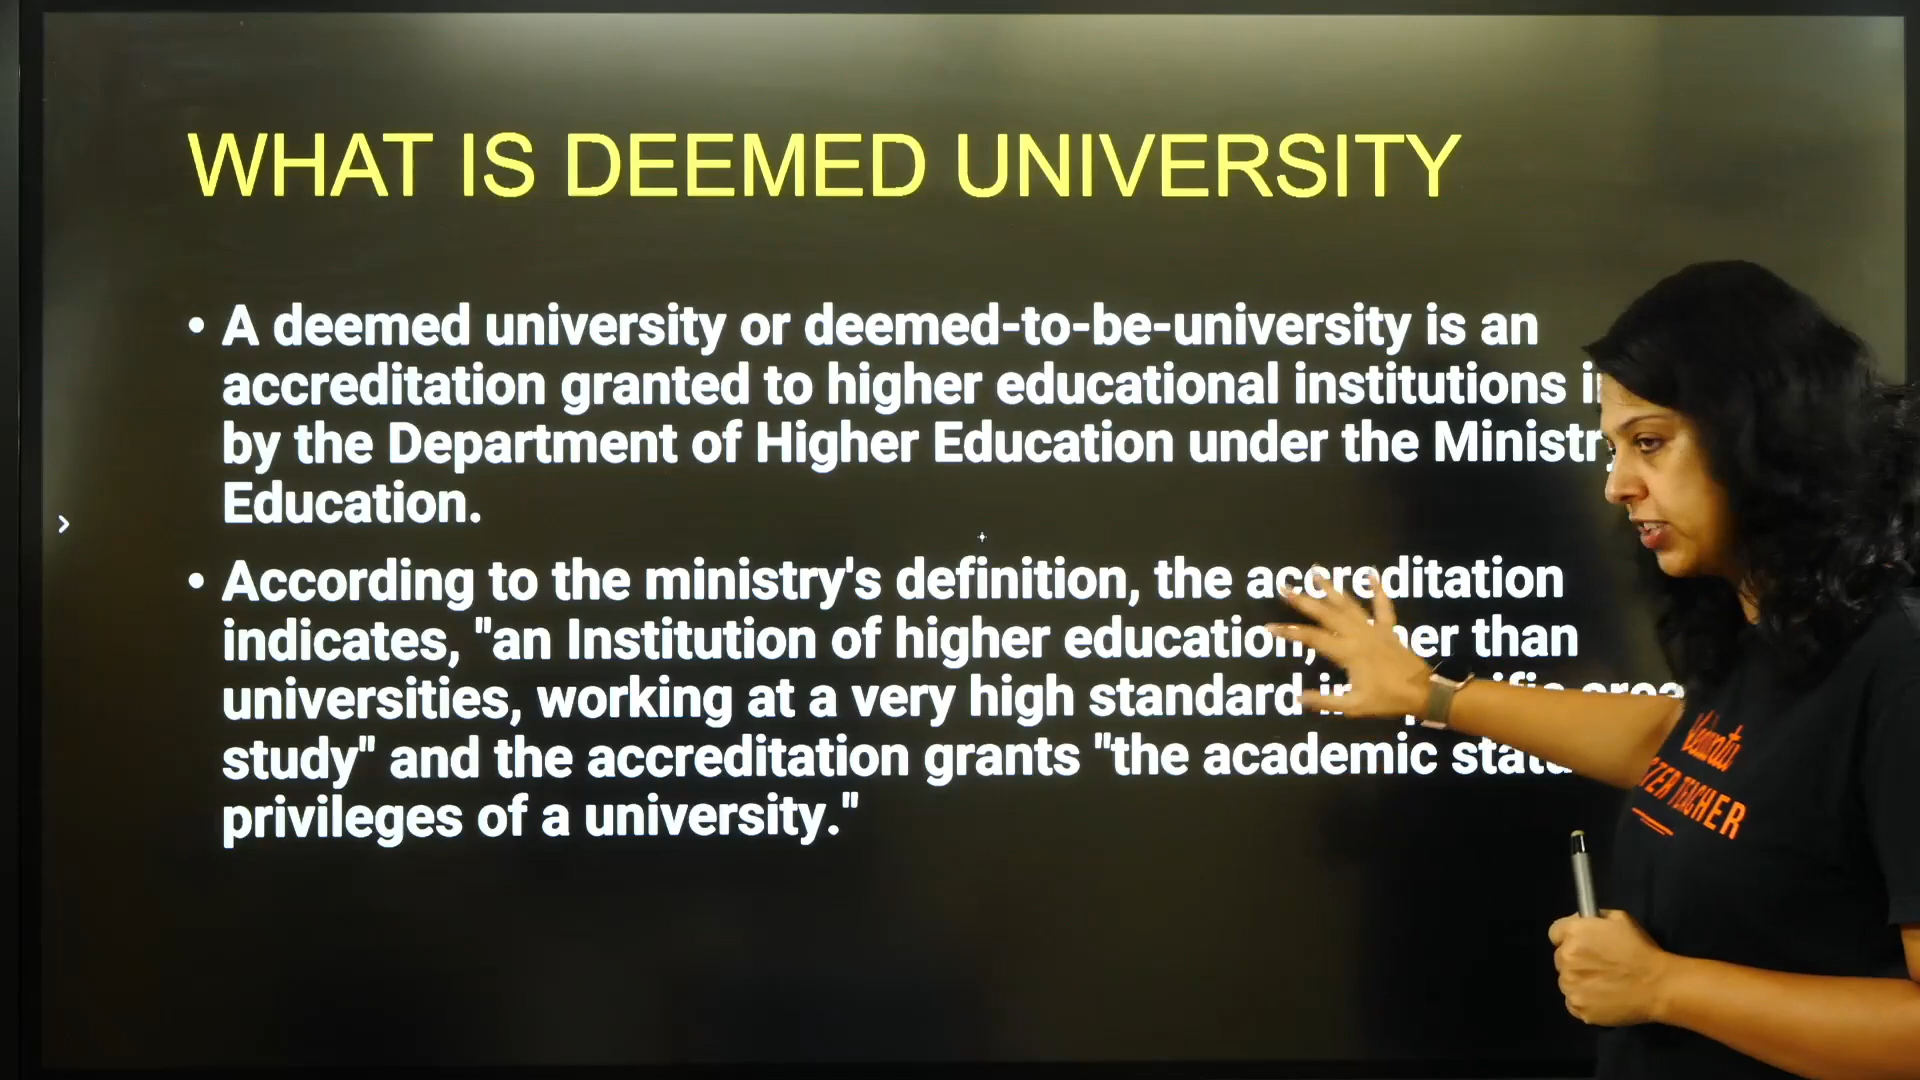 WHAT IS DEEMED UNIVERSITY
• A deemed university or deemed-to-be-university is an
accreditation granted to higher educational institutions
by the Department of Higher Education under the
Education.
• According to the ministry's definition, the accreditation
indicates, "an Institution of higher education, than
universities, working at a very high standard
study" and the accreditation grants "the academic
privileges of a university."
Vedantu
TEACHER